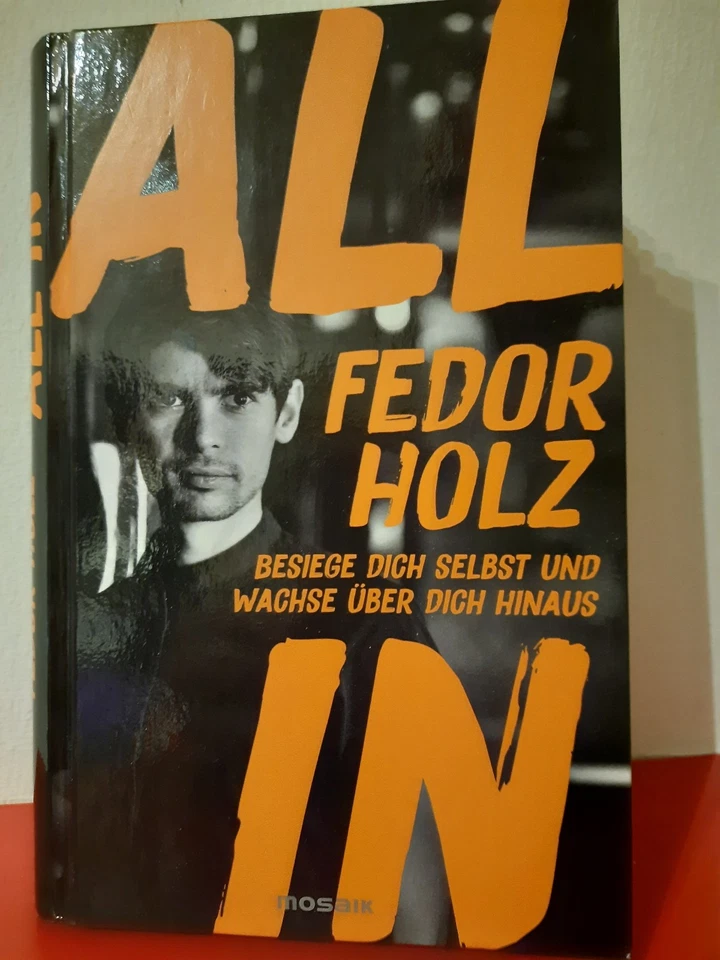 ALL
FEDOR
HOLZ
BESIEGE DICH SELBST UND
WACHSE ÜBER DICH HINAUS
IN
mosaik
ALL IN